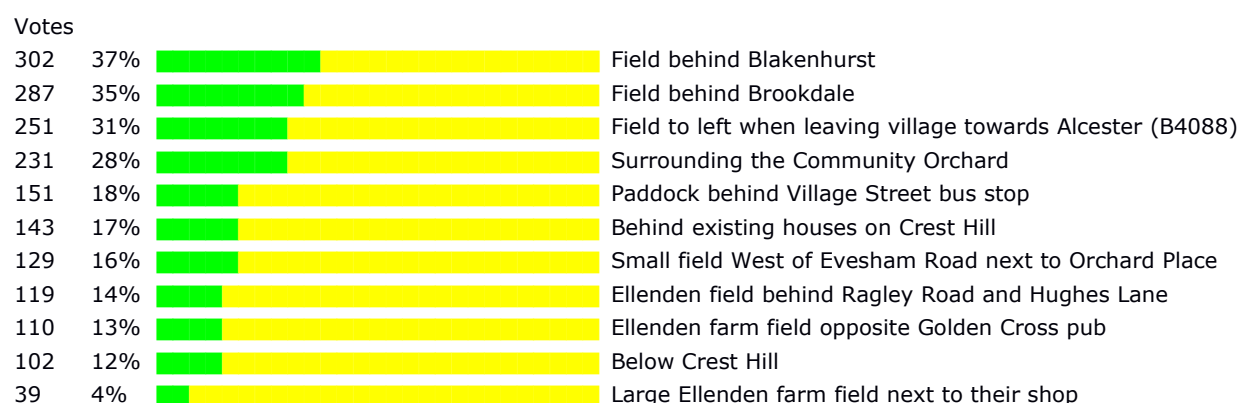 Votes
302 37% Field behind Blakenhurst
287 35% Field behind Brookdale
251 31% Field to left when leaving village towards Alcester (B4088)
231 28% Surrounding the Community Orchard
151 18% Paddock behind Village Street bus stop
143 17% Behind existing houses on Crest Hill
129 16% Small field West of Evesham Road next to Orchard Place
119 14% Ellenden field behind Ragley Road and Hughes Lane
110 13% Ellenden farm field opposite Golden Cross pub
102 12% Below Crest Hill
39 4% Large Ellenden farm field next to their shop